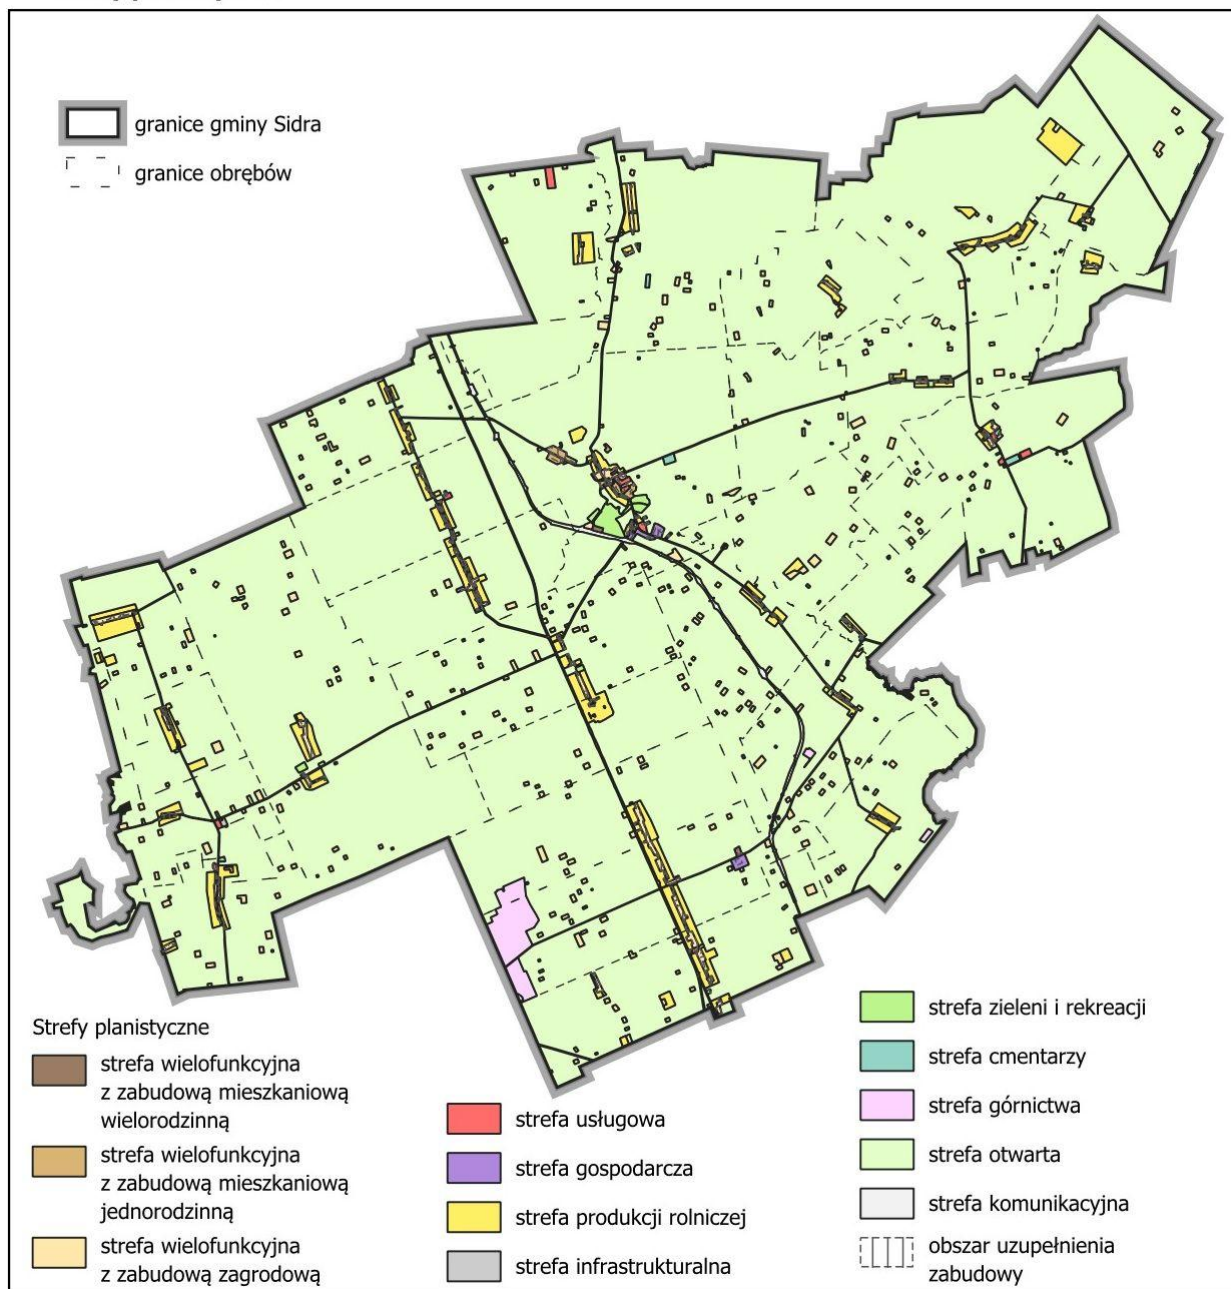 granice gminy Sidra
granice obrębów
Strefy planistyczne
strefa wielofunkcyjna
z zabudową mieszkaniową
wielorodzinną
strefa wielofunkcyjna
z zabudową mieszkaniową
jednorodzinną
strefa wielofunkcyjna
z zabudową zagrodową
strefa usługowa
strefa gospodarcza
strefa produkcji rolniczej
strefa infrastrukturalna
strefa zieleni i rekreacji
strefa cmentarzy
strefa górnictwa
strefa otwarta
strefa komunikacyjna
obszar uzupełnienia
zabudowy